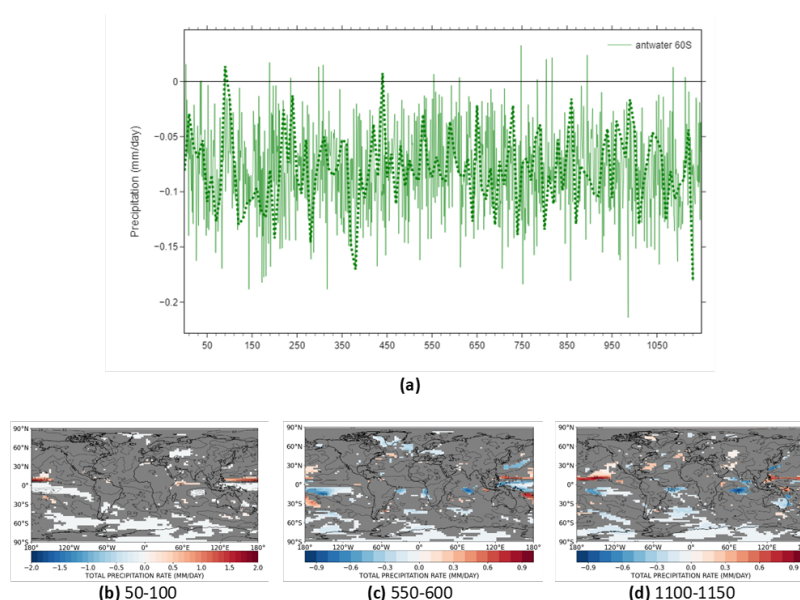 antwater 60S
Precipitation (mm/day)
0
−0.05
−0.1
−0.15
−0.2
50 150 250 350 450 550 650 750 850 950 1050
(a)
90°N
60°N
30°N
0°
30°S
60°S
90°S
180° 120°W 60°W 0° 60°E 120°E 180°
−2.0 −1.5 −1.0 −0.5 0.0 0.5 1.0 1.5 2.0
TOTAL PRECIPITATION RATE (MM/DAY)
(b) 50-100
90°N
60°N
30°N
0°
30°S
60°S
90°S
180° 120°W 60°W 0° 60°E 120°E 180°
−0.9 −0.6 −0.3 0.0 0.3 0.6 0.9
TOTAL PRECIPITATION RATE (MM/DAY)
(c) 550-600
90°N
60°N
30°N
0°
30°S
60°S
90°S
180° 120°W 60°W 0° 60°E 120°E
−0.9 −0.6 −0.3 0.0 0.3 0.6 0.9
TOTAL PRECIPITATION RATE (MM/DAY)
(d) 1100-1150